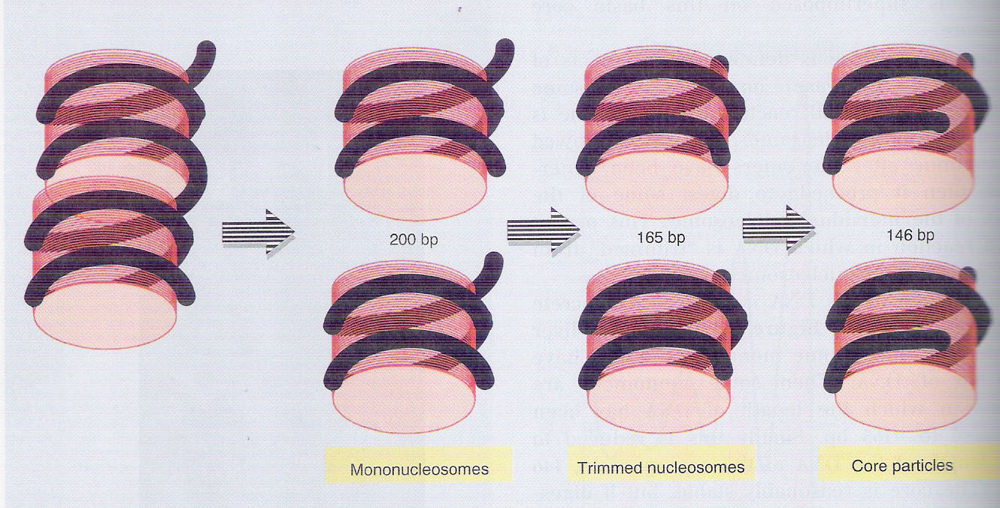 200 bp
165 bp
146 bp
Mononucleosomes
Trimmed nucleosomes
Core particles